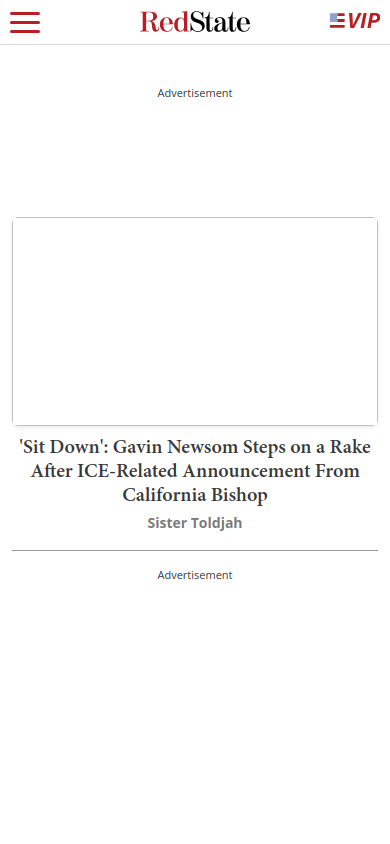 RedState
VIP
Advertisement
'Sit Down': Gavin Newsom Steps on a Rake
After ICE-Related Announcement From
California Bishop
Sister Toldjah
Advertisement